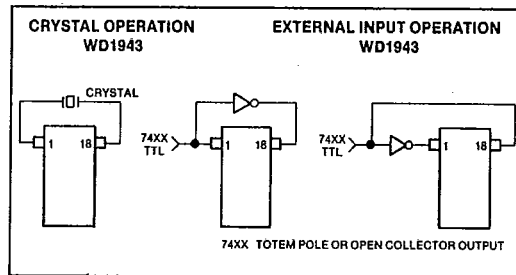 CRYSTAL OPERATION
WD1943
EXTERNAL INPUT OPERATION
WD1943
CRYSTAL
1 18
74XX
TTL
1 18
74XX
TTL
1 18
74XX TOTEM POLE OR OPEN COLLECTOR OUTPUT